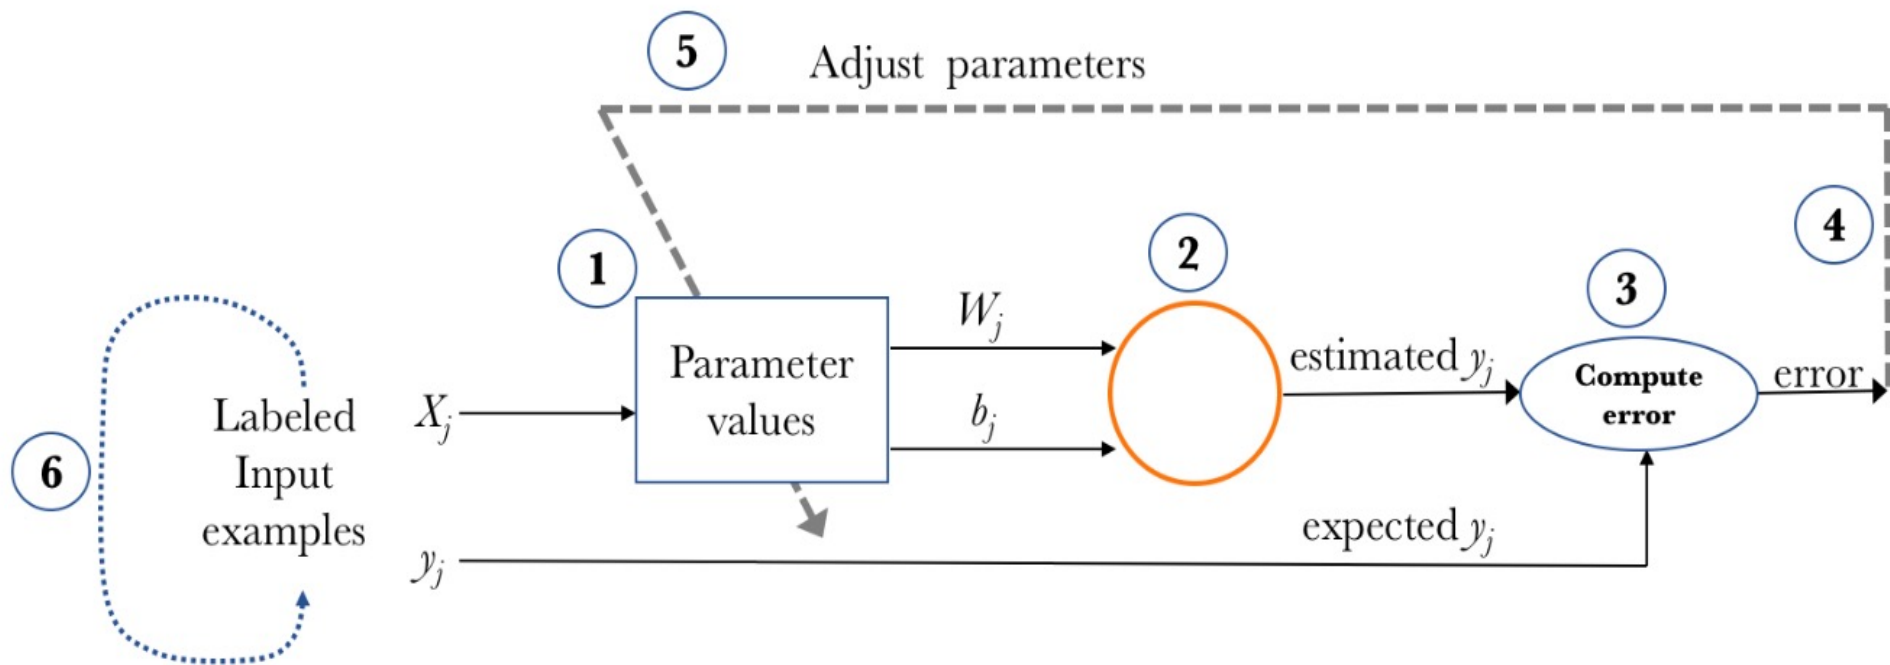 5
Adjust parameters
4
1
2
3
W_j
Parameter
values
estimated y_j
Compute
error
error
Labeled
Input
examples
X_j
b_j
6
expected y_j
y_j